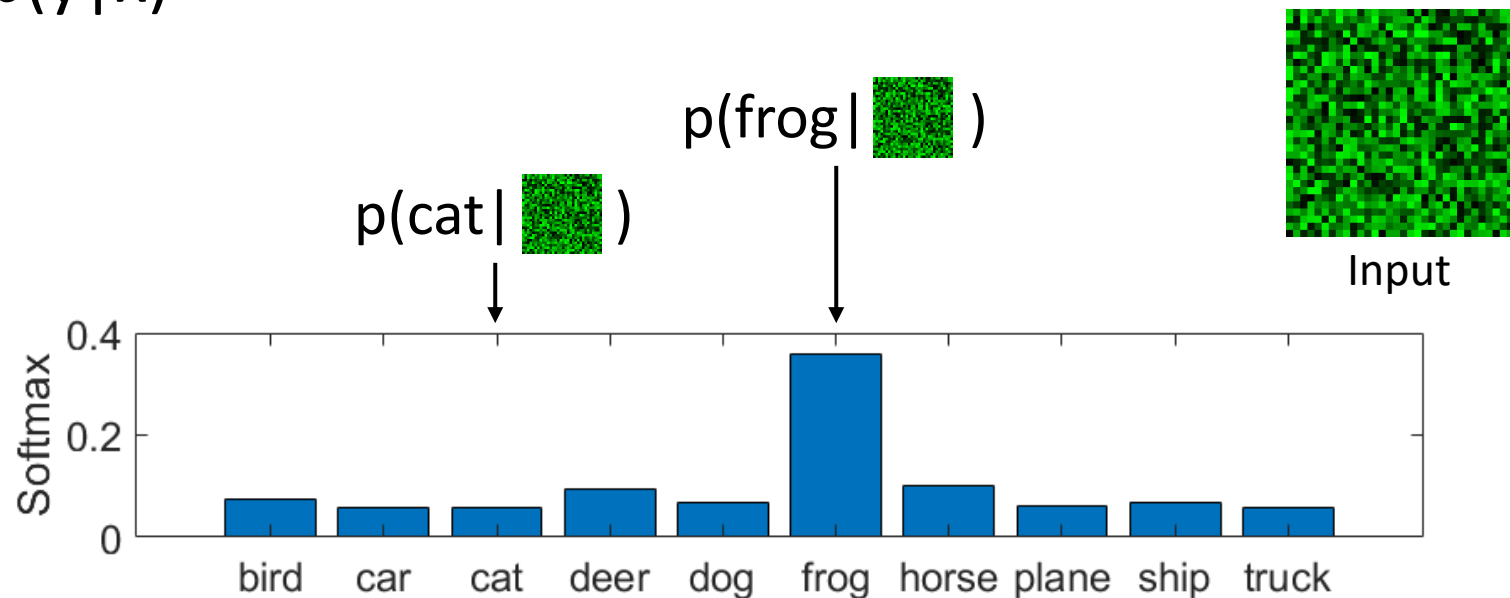 (y|x)
p(frog| )
p(cat| )
Input
Softmax
0.4
0.2
0
bird car cat deer dog frog horse plane ship truck